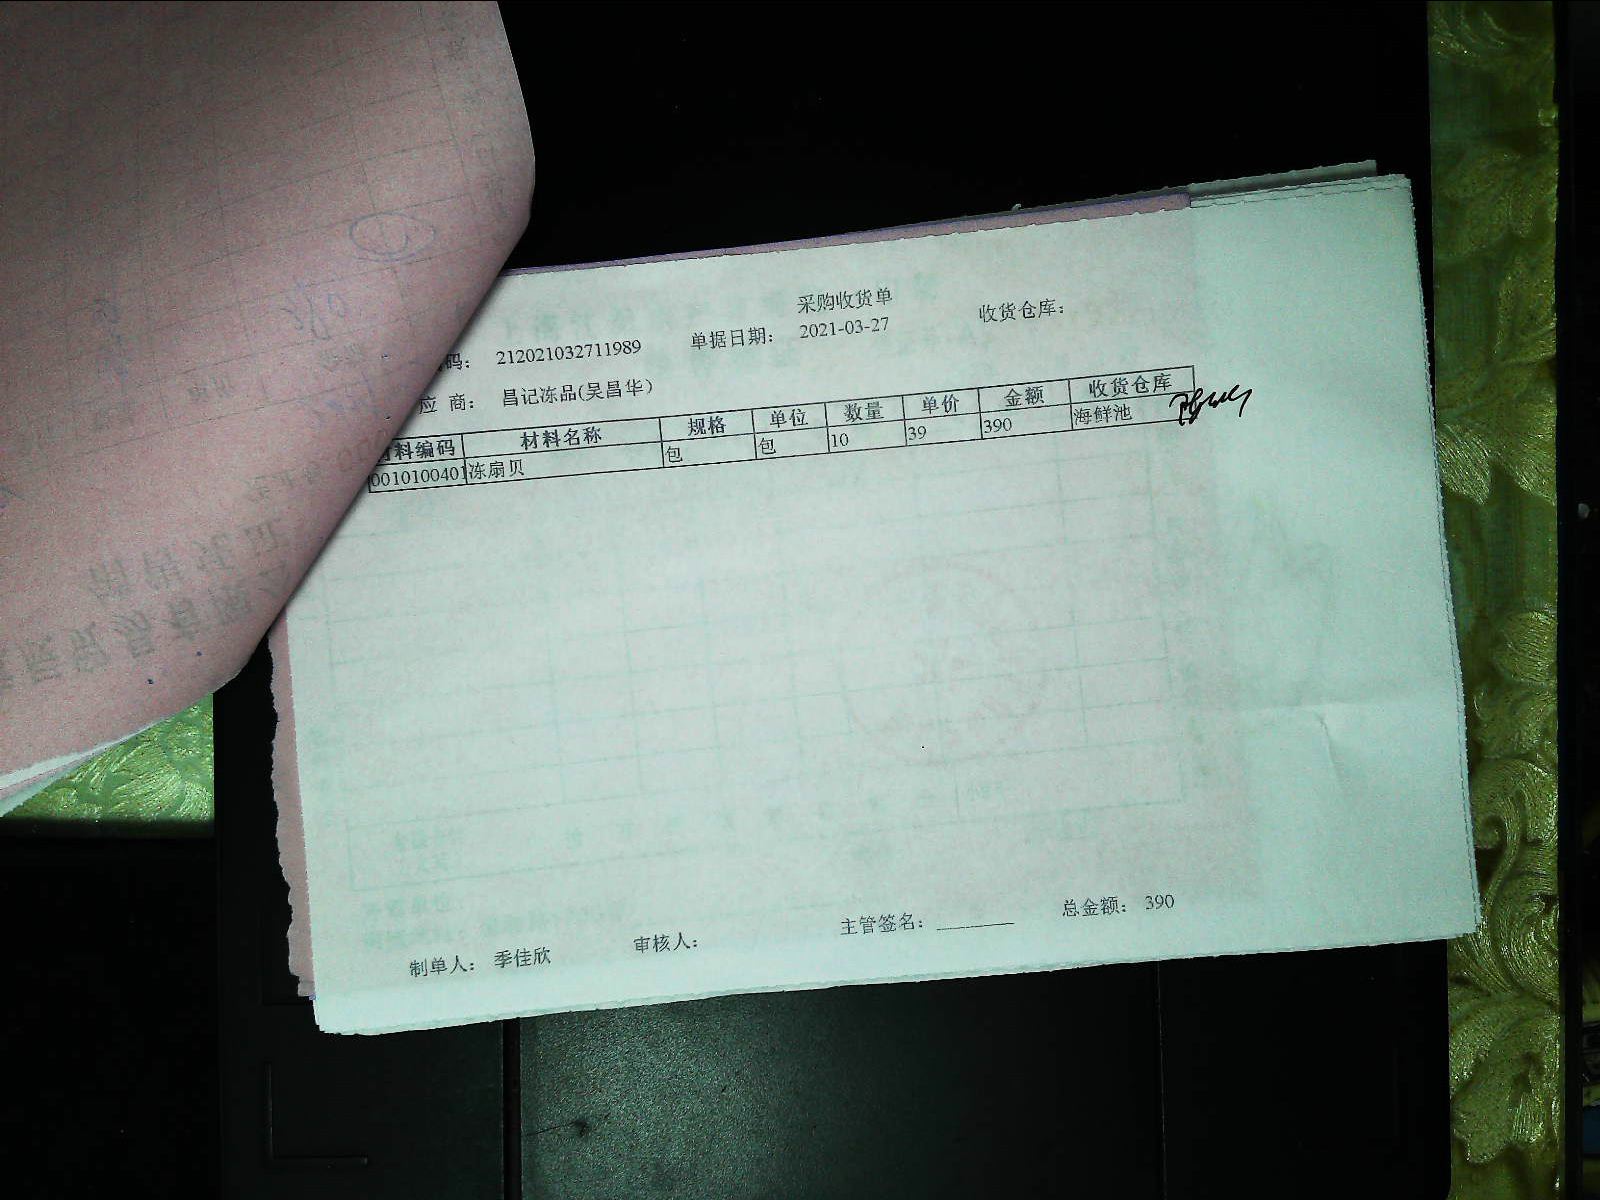 采购收货单
码： 212021032711989 单据日期： 2021-03-27 收货仓库：
应 商： 昌记冻品(吴昌华)
材料编码 材料名称 规格 单位 数量 单价 金额 收货仓库
0010100401 冻扇贝 包 包 10 39 390 海鲜池
制单人： 季佳欣 审核人： 主管签名： 总金额： 390